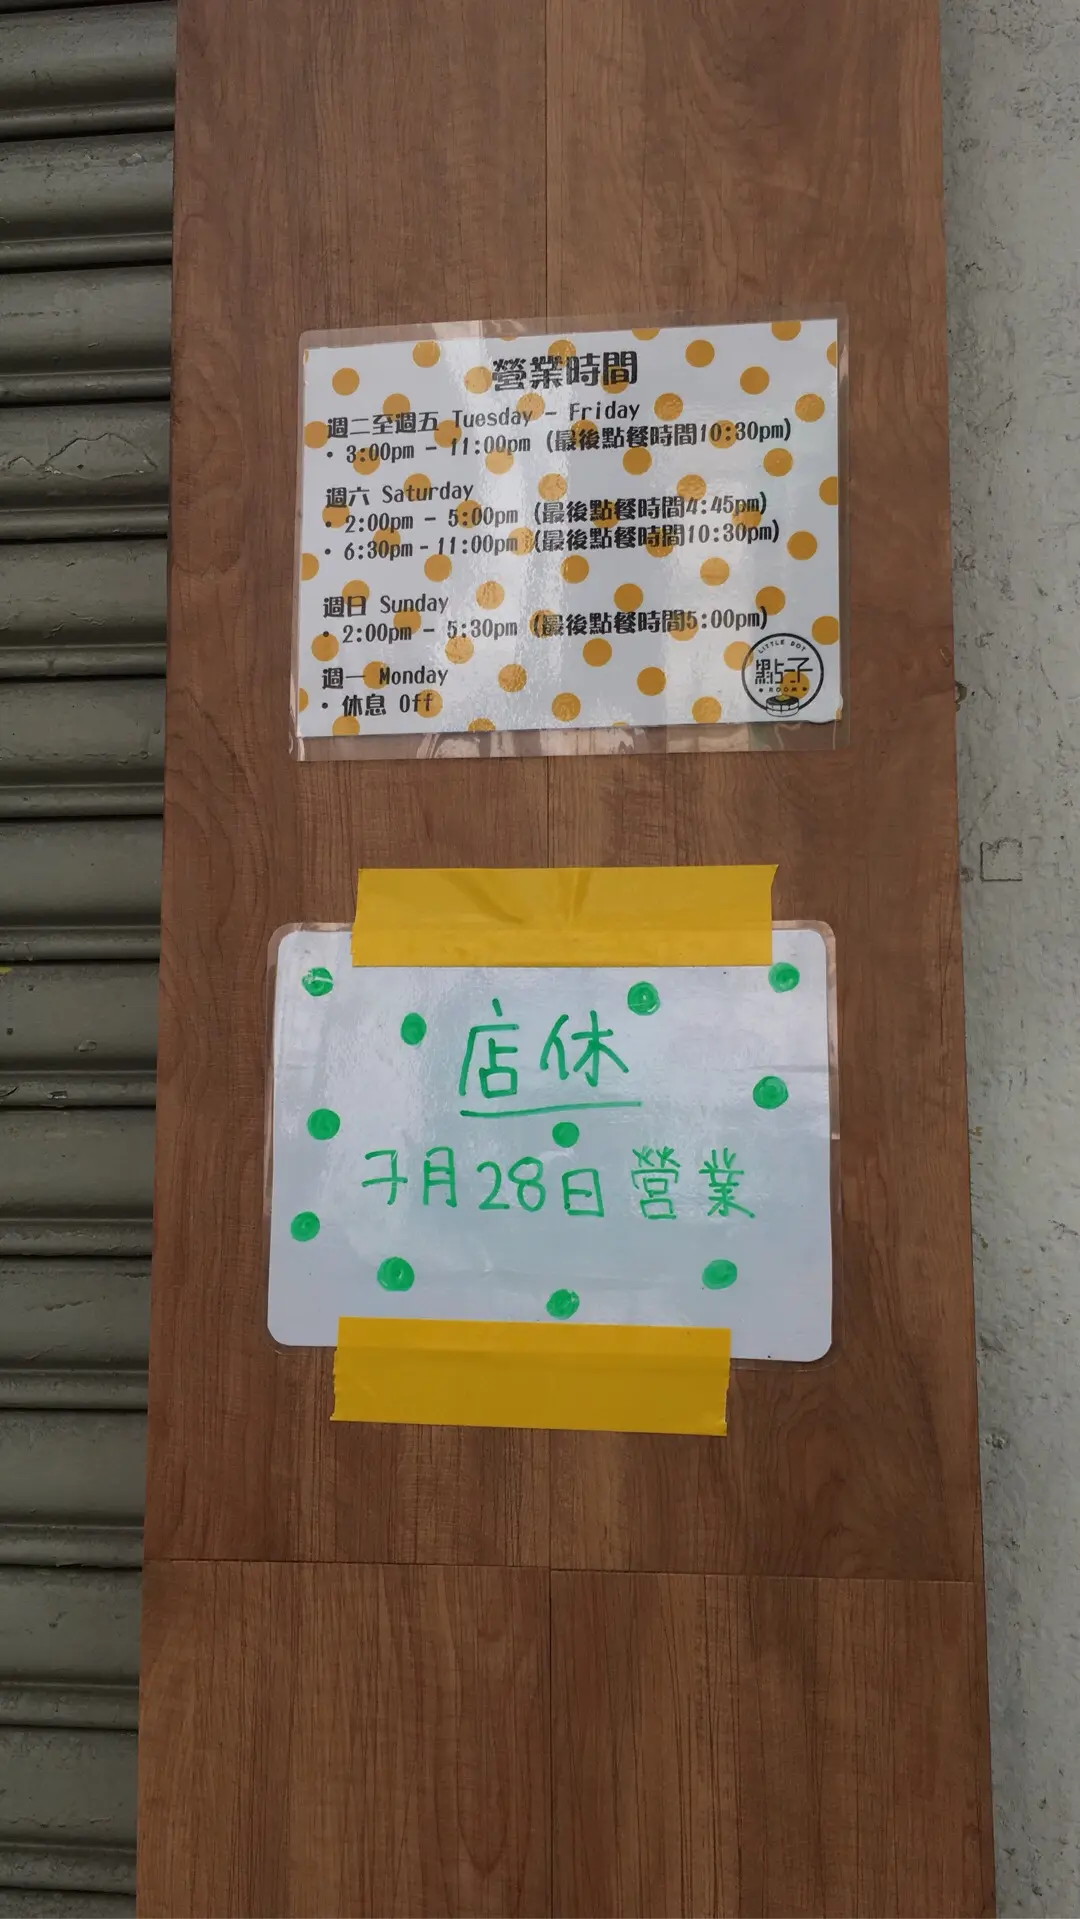 營業時間
週二至週五 Tuesday - Friday
• 3:00pm - 11:00pm (最後點餐時間10:30pm)
週六 Saturday
• 2:00pm - 5:00pm (最後點餐時間4:45pm)
• 6:30pm - 11:00pm (最後點餐時間10:30pm)
週日 Sunday
• 2:00pm - 5:30pm (最後點餐時間5:00pm)
週一 Monday
• 休息 Off
LITTLE DOT
點子
ROOM
店休
7月28日營業